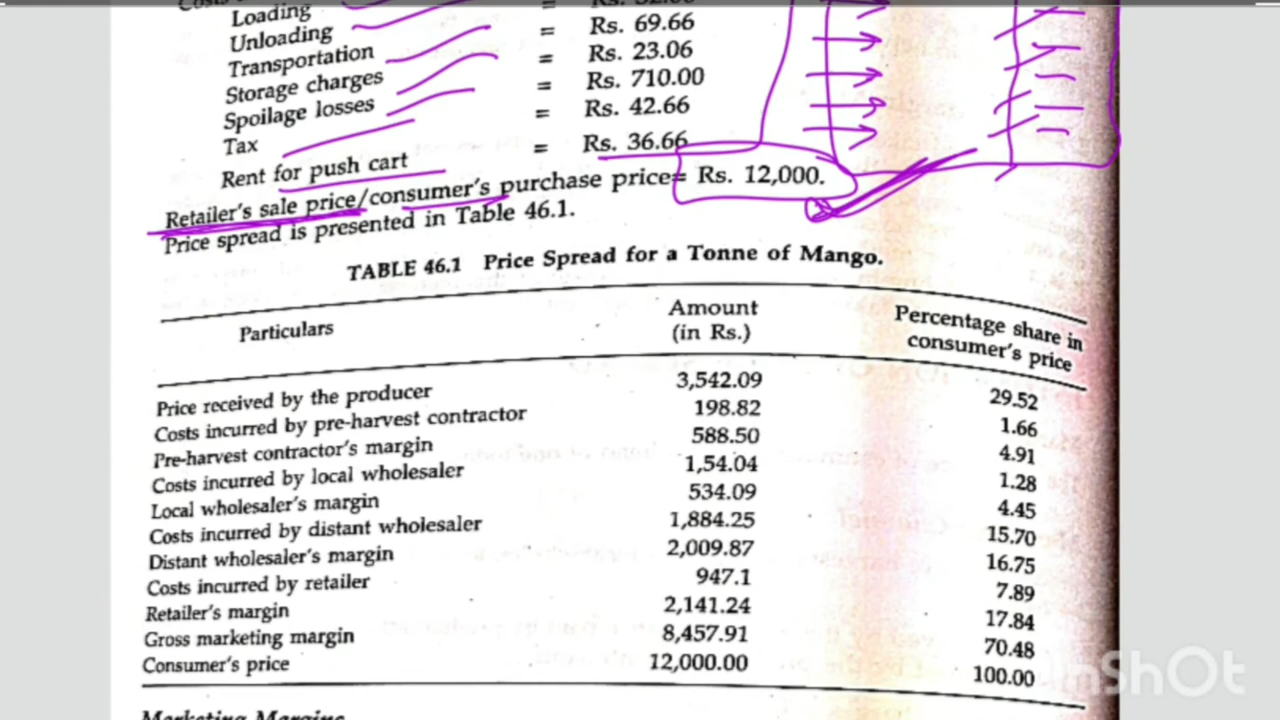 Loading
Unloading = Rs. 69.66
Transportation = Rs. 23.06
Storage charges = Rs. 710.00
Spoilage losses = Rs. 42.66
Tax = Rs. 36.66
Rent for push cart
Retailer's sale price/consumer's purchase price= Rs. 12,000.
Price spread is presented in Table 46.1.
TABLE 46.1 Price Spread for a Tonne of Mango.
Particulars Amount (in Rs.) Percentage share in consumer's price
Price received by the producer 3,542.09 29.52
Costs incurred by pre-harvest contractor 198.82 1.66
Pre-harvest contractor's margin 588.50 4.91
Costs incurred by local wholesaler 1,54.04 1.28
Local wholesaler's margin 534.09 4.45
Costs incurred by distant wholesaler 1,884.25 15.70
Distant wholesaler's margin 2,009.87 16.75
Costs incurred by retailer 947.1 7.89
Retailer's margin 2,141.24 17.84
Gross marketing margin 8,457.91 70.48
Consumer's price 12,000.00 100.00
Marketing Margins
InShOt